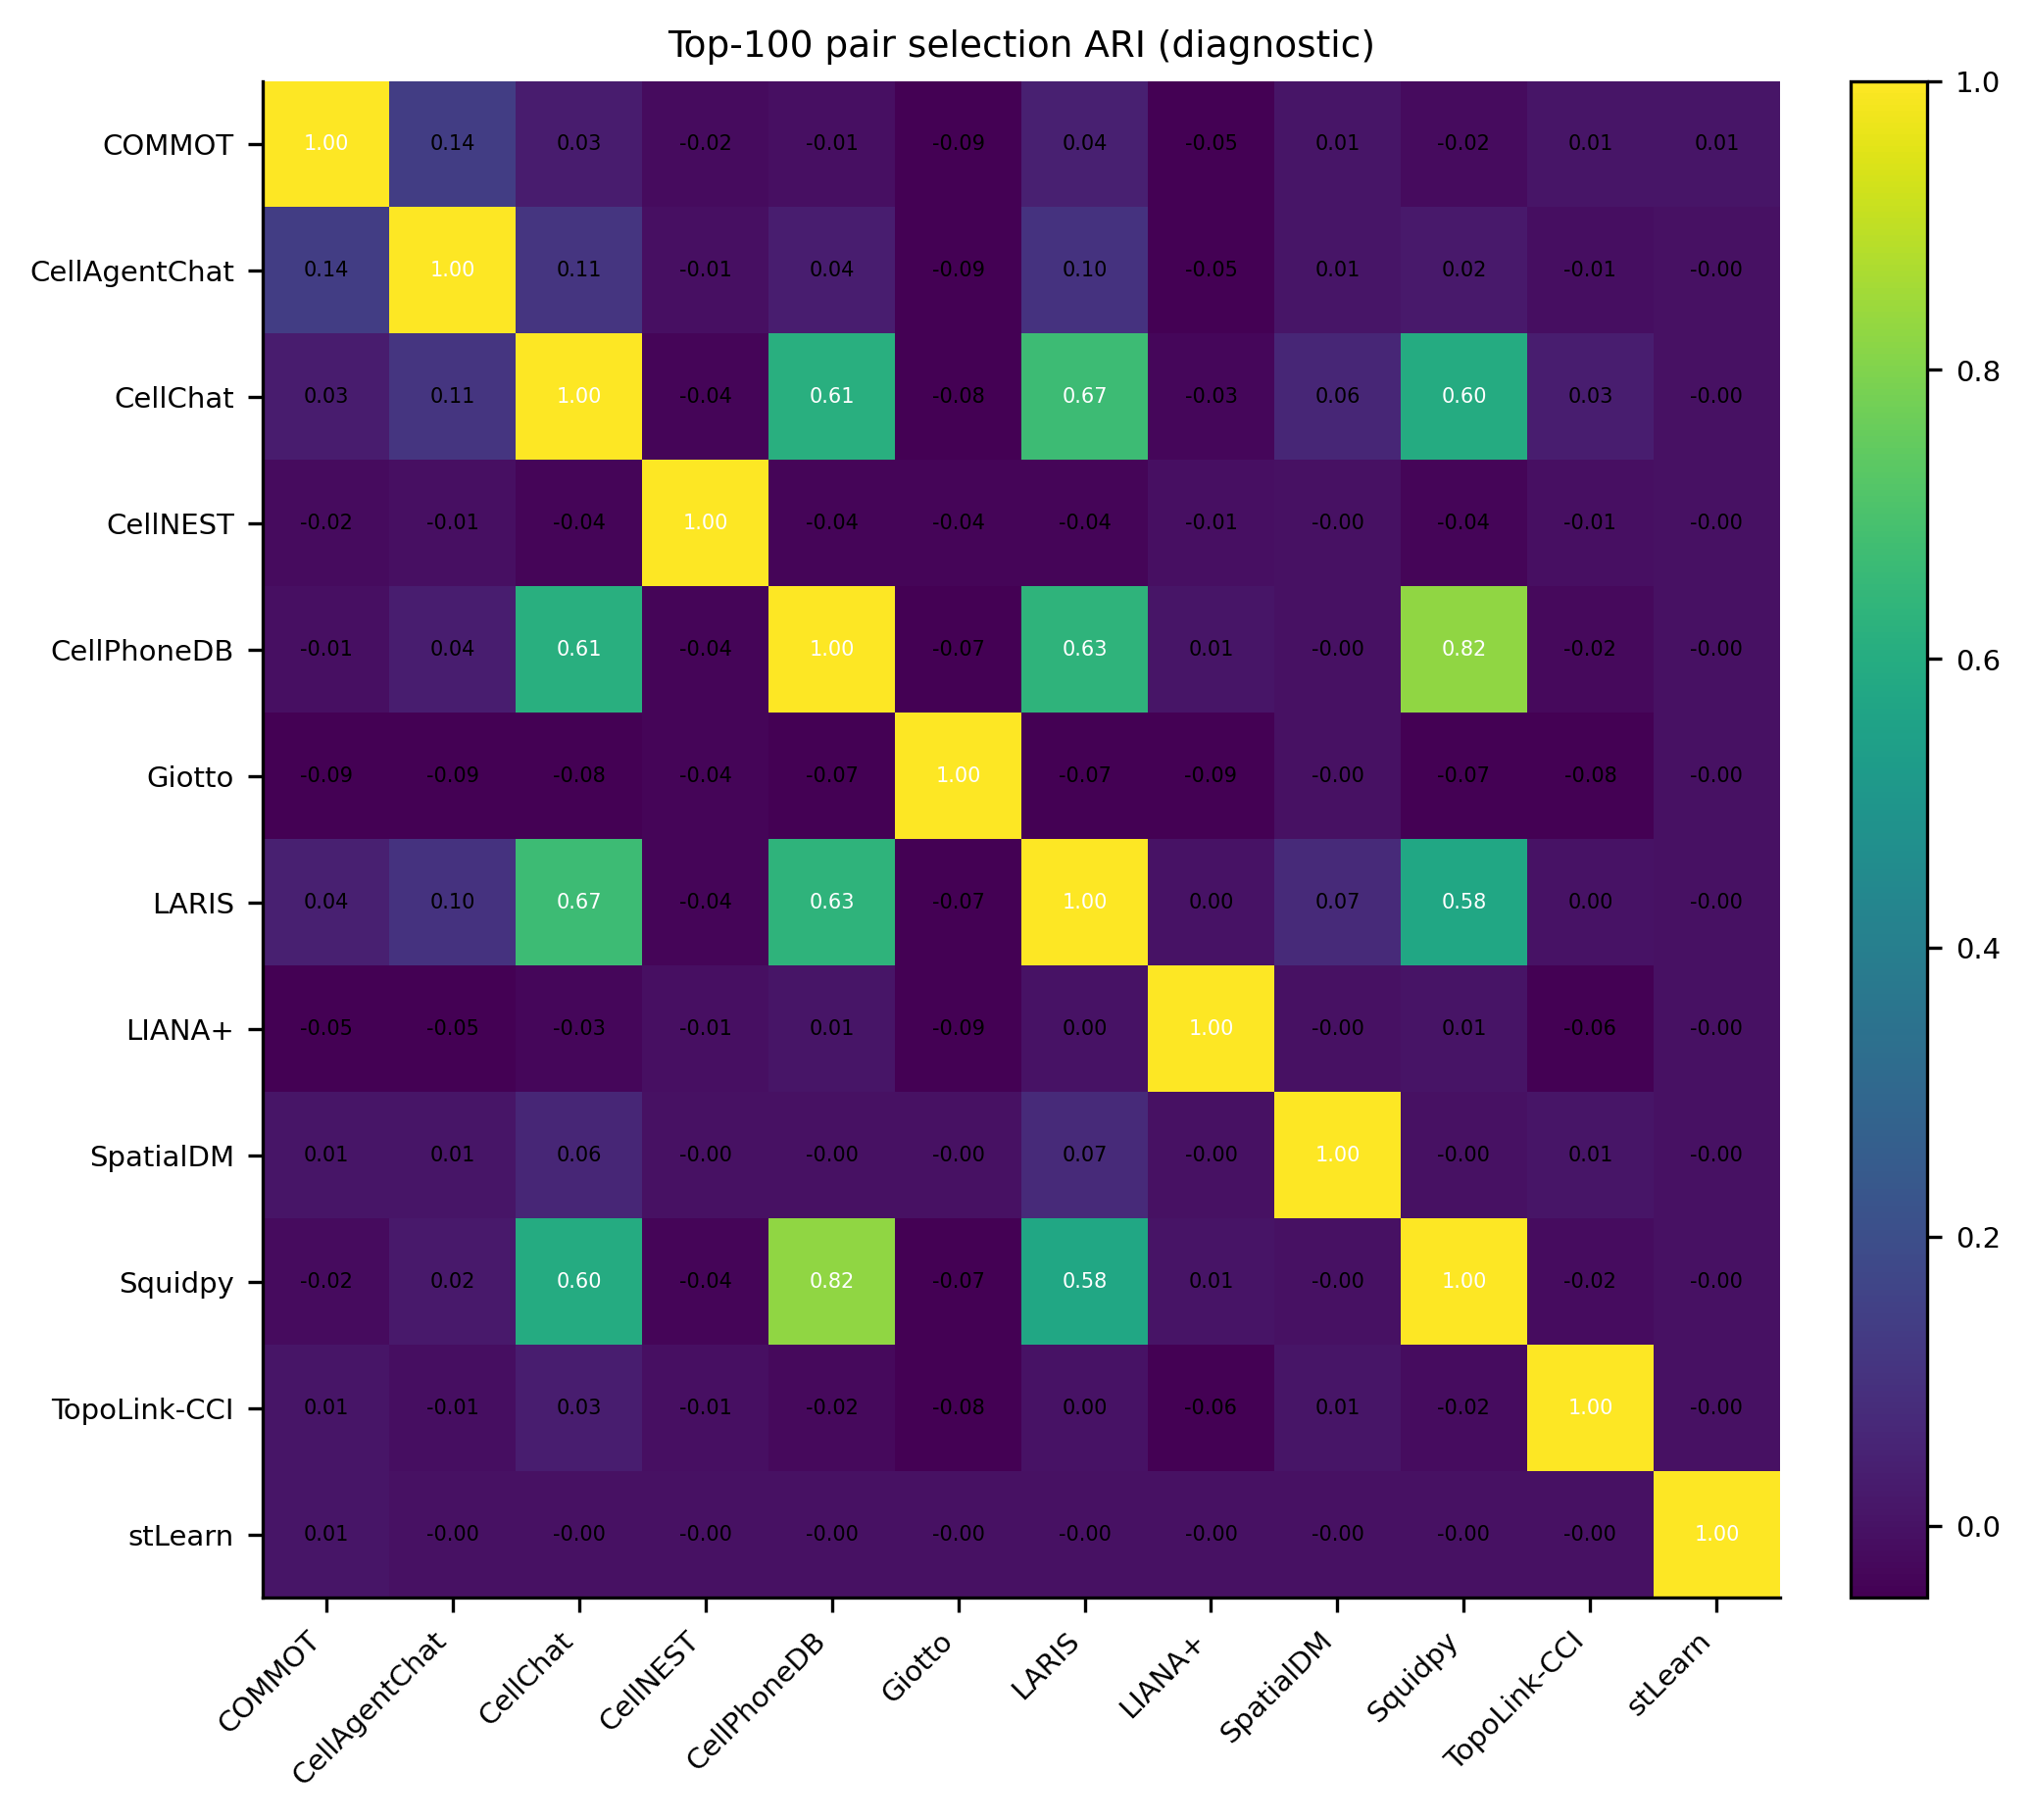 Top-100 pair selection ARI (diagnostic)
COMMOT 1.00 0.14 0.03 -0.02 -0.01 -0.09 0.04 -0.05 0.01 -0.02 0.01 0.01
CellAgentChat 0.14 1.00 0.11 -0.01 0.04 -0.09 0.10 -0.05 0.01 0.02 -0.01 -0.00
CellChat 0.03 0.11 1.00 -0.04 0.61 -0.08 0.67 -0.03 0.06 0.60 0.03 -0.00
CellNEST -0.02 -0.01 -0.04 1.00 -0.04 -0.04 -0.04 -0.01 -0.00 -0.04 -0.01 -0.00
CellPhoneDB -0.01 0.04 0.61 -0.04 1.00 -0.07 0.63 0.01 -0.00 0.82 -0.02 -0.00
Giotto -0.09 -0.09 -0.08 -0.04 -0.07 1.00 -0.07 -0.09 -0.00 -0.07 -0.08 -0.00
LARIS 0.04 0.10 0.67 -0.04 0.63 -0.07 1.00 0.00 0.07 0.58 0.00 -0.00
LIANA+ -0.05 -0.05 -0.03 -0.01 0.01 -0.09 0.00 1.00 -0.00 0.01 -0.06 -0.00
SpatialDM 0.01 0.01 0.06 -0.00 -0.00 -0.00 0.07 -0.00 1.00 -0.00 0.01 -0.00
Squidpy -0.02 0.02 0.60 -0.04 0.82 -0.07 0.58 0.01 -0.00 1.00 -0.02 -0.00
TopoLink-CCI 0.01 -0.01 0.03 -0.01 -0.02 -0.08 0.00 -0.06 0.01 -0.02 1.00 -0.00
stLearn 0.01 -0.00 -0.00 -0.00 -0.00 -0.00 -0.00 -0.00 -0.00 -0.00 -0.00 1.00
COMMOT CellAgentChat CellChat CellNEST CellPhoneDB Giotto LARIS LIANA+ SpatialDM Squidpy TopoLink-CCI stLearn
1.0
0.8
0.6
0.4
0.2
0.0